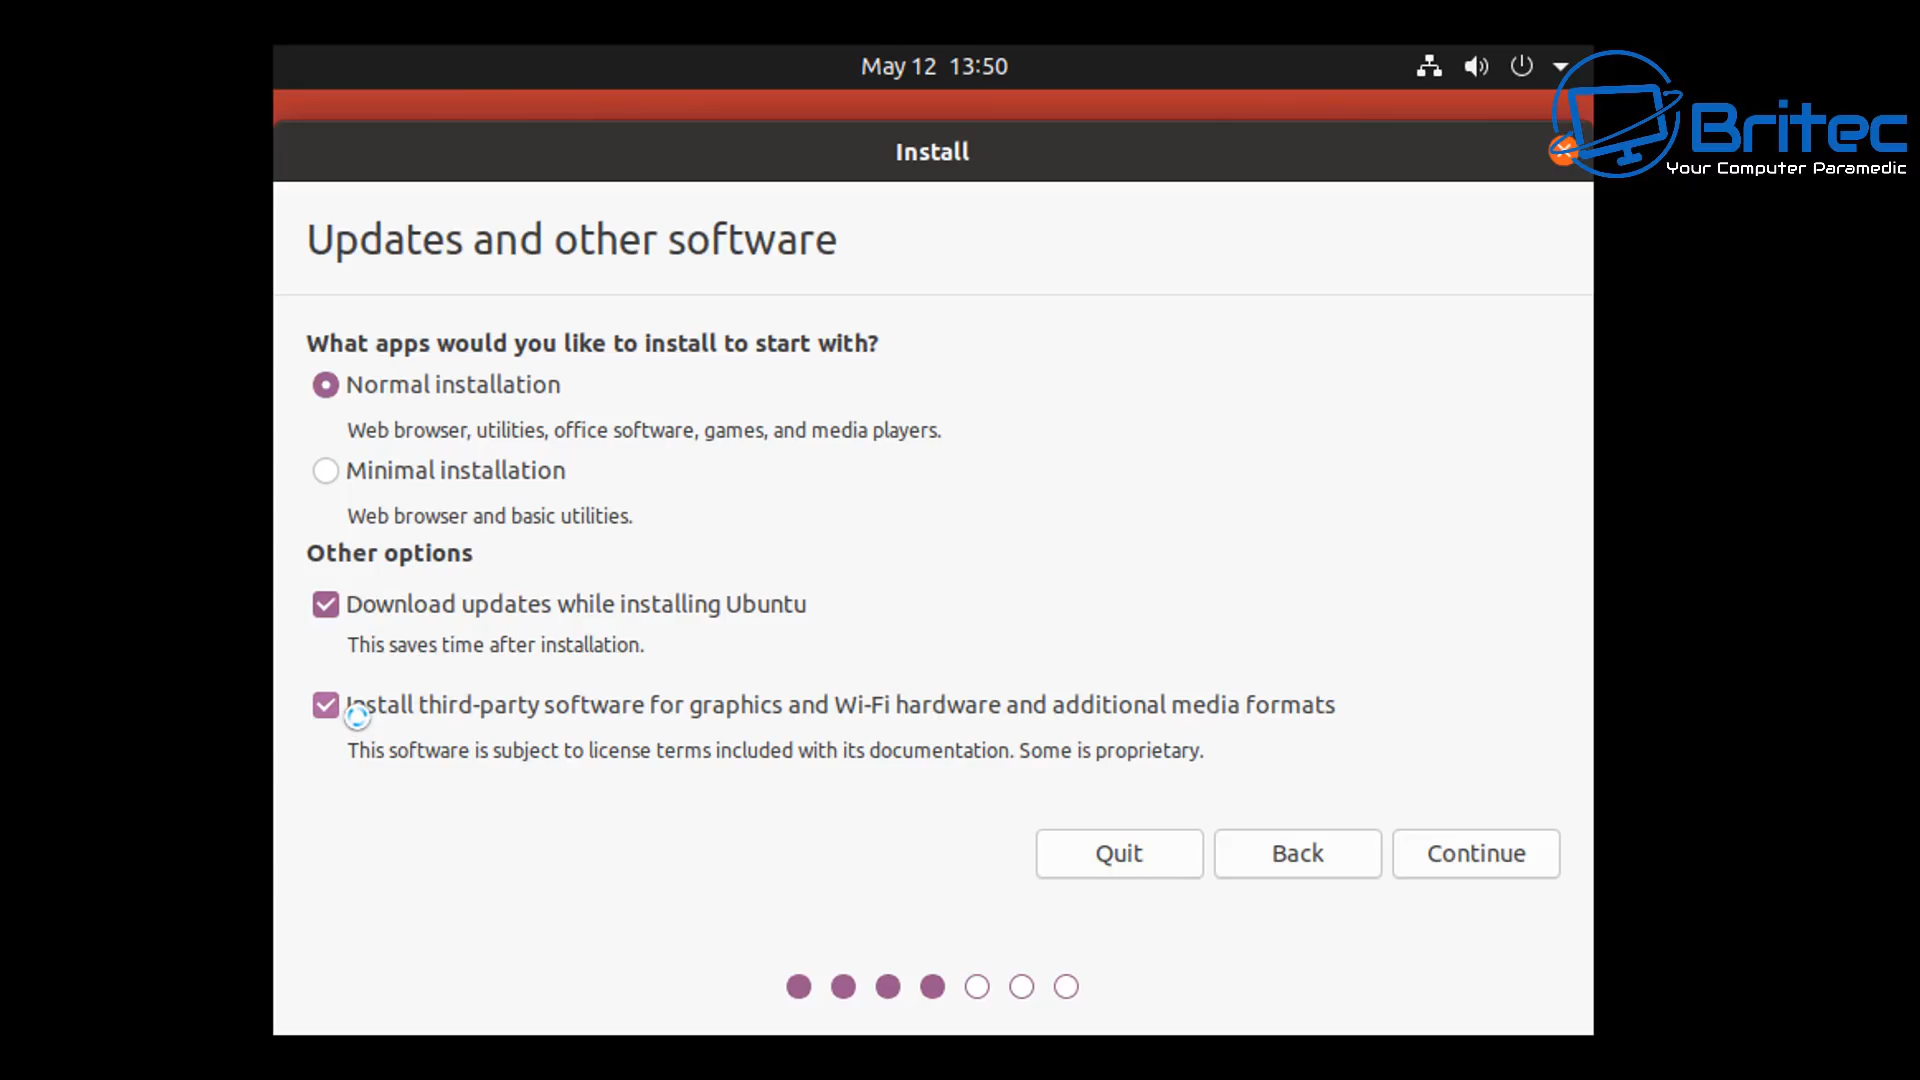 May 12 13:50
Britec
Your Computer Paramedic
Install
Updates and other software
What apps would you like to install to start with?
Normal installation
Web browser, utilities, office software, games, and media players.
Minimal installation
Web browser and basic utilities.
Other options
Download updates while installing Ubuntu
This saves time after installation.
Install third-party software for graphics and Wi-Fi hardware and additional media formats
This software is subject to license terms included with its documentation. Some is proprietary.
Quit Back Continue